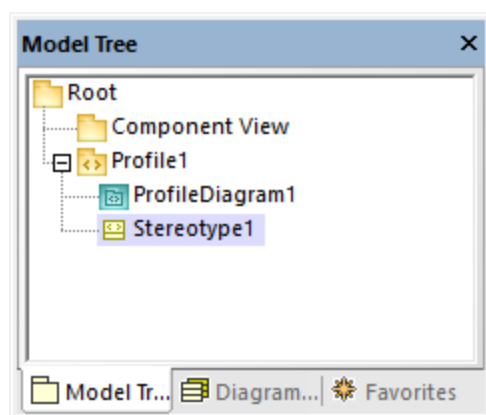 Model Tree
Root
Component View
Profile1
ProfileDiagram1
Stereotype1
Model Tr... Diagram... Favorites